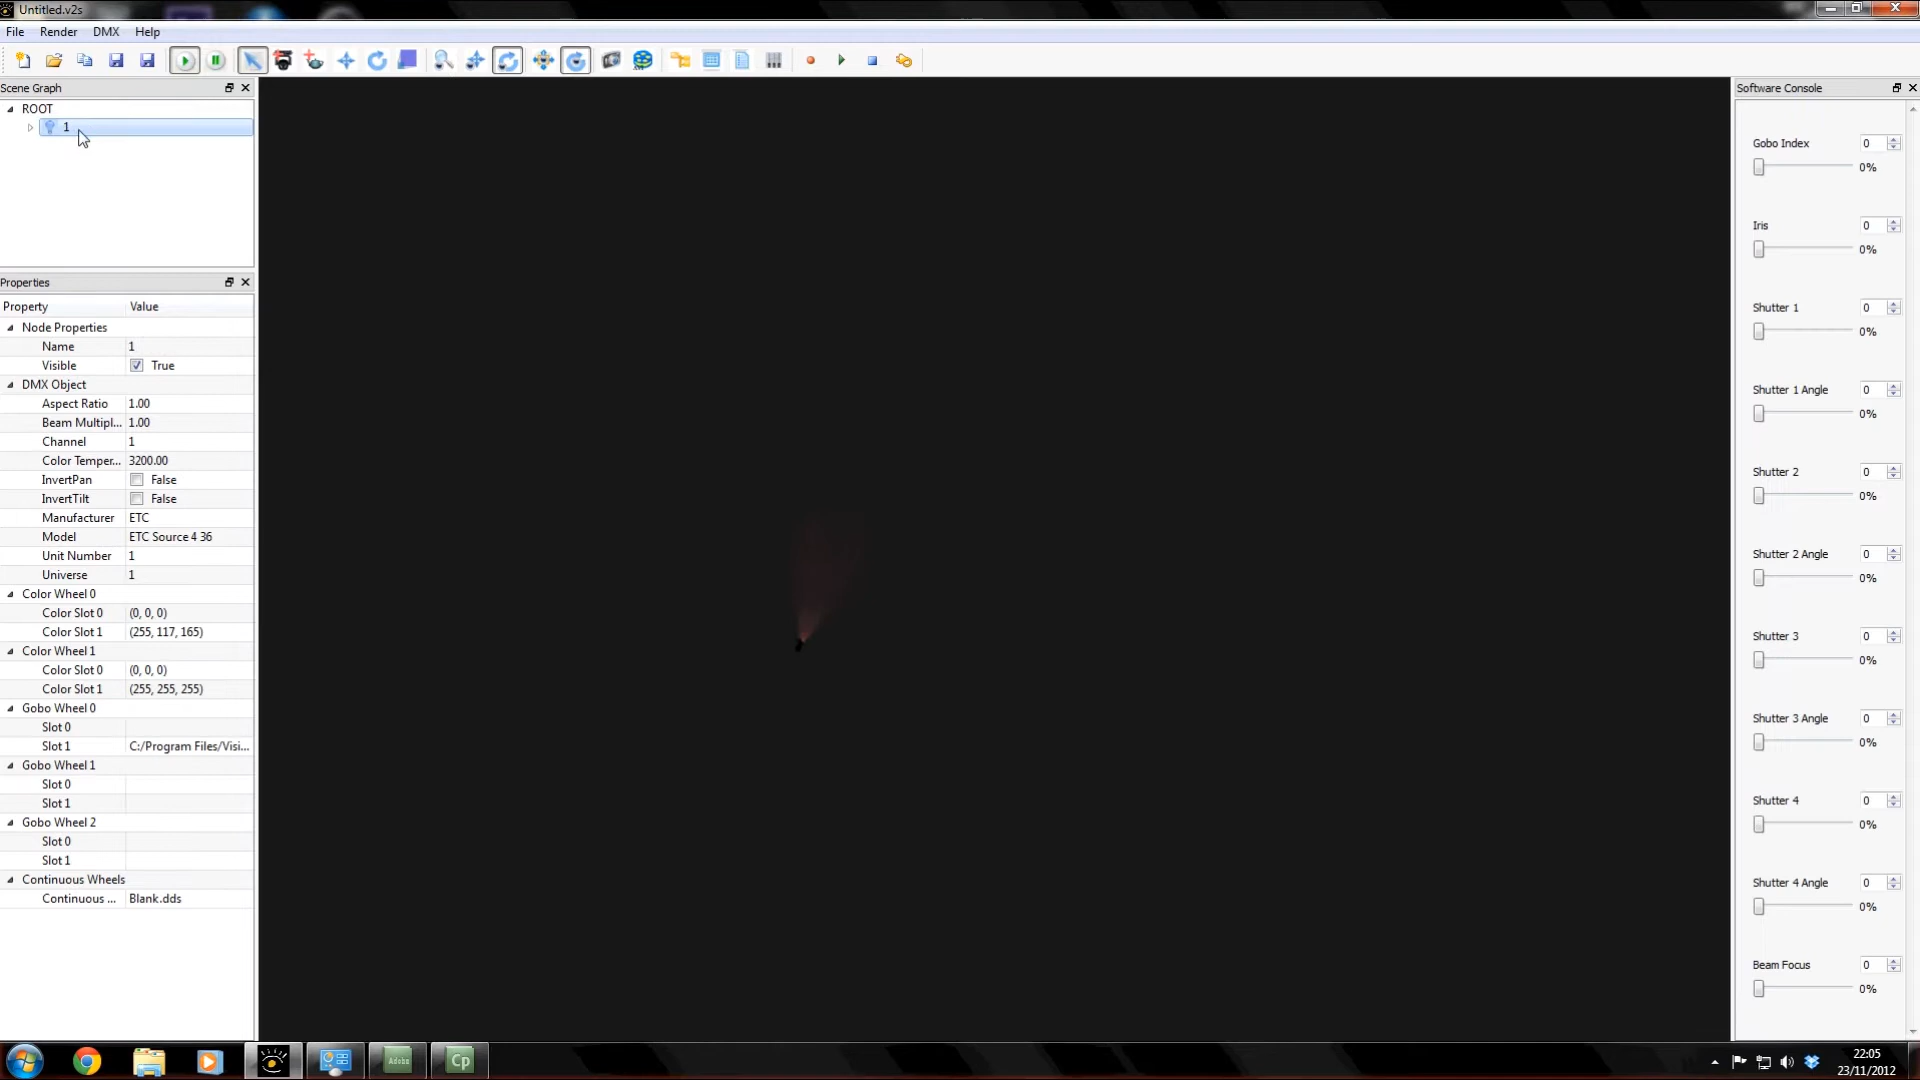 Untitled.v2s
File Render DMX Help
Scene Graph
ROOT
1
Properties
Property Value
Node Properties
Name 1
Visible True
DMX Object
Aspect Ratio 1.00
Beam Multipl... 1.00
Channel 1
Color Temper... 3200.00
InvertPan False
InvertTilt False
Manufacturer ETC
Model ETC Source 4 36
Unit Number 1
Universe 1
Color Wheel 0
Color Slot 0 (0, 0, 0)
Color Slot 1 (255, 117, 165)
Color Wheel 1
Color Slot 0 (0, 0, 0)
Color Slot 1 (255, 255, 255)
Gobo Wheel 0
Slot 0
Slot 1 C:/Program Files/Visi...
Gobo Wheel 1
Slot 0
Slot 1
Gobo Wheel 2
Slot 0
Slot 1
Continuous Wheels
Continuous ... Blank.dds
Software Console
Gobo Index 0
0%
Iris 0
0%
Shutter 1 0
0%
Shutter 1 Angle 0
0%
Shutter 2 0
0%
Shutter 2 Angle 0
0%
Shutter 3 0
0%
Shutter 3 Angle 0
0%
Shutter 4 0
0%
Shutter 4 Angle 0
0%
Beam Focus 0
0%
Adobe
Cp
22:05
23/11/2012